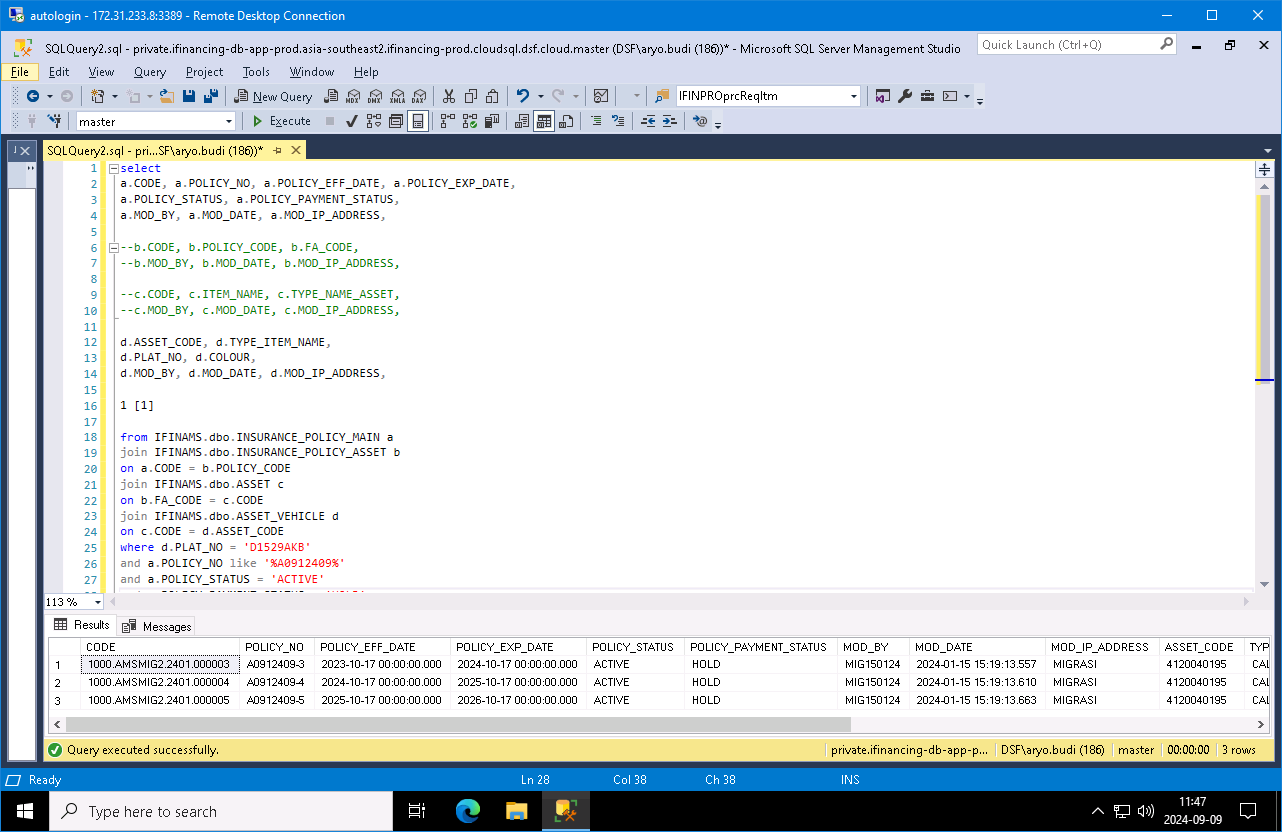 autologin - 172.31.233.8:3389 - Remote Desktop Connection
SQLQuery2.sql - private.ifinancing-db-app-prod.asia-southeast2.ifinancing-prod.cloudsql.dsf.cloud.master (DSF\aryo.budi (186))* - Microsoft SQL Server Management Studio
Quick Launch (Ctrl+Q)
File Edit View Query Project Tools Window Help
New Query MDX DMX XMLA DAX IFINPROprcReqItm
master Execute
SQLQuery2.sql - pri...SF\aryo.budi (186))*
1 select
2 a.CODE, a.POLICY_NO, a.POLICY_EFF_DATE, a.POLICY_EXP_DATE,
3 a.POLICY_STATUS, a.POLICY_PAYMENT_STATUS,
4 a.MOD_BY, a.MOD_DATE, a.MOD_IP_ADDRESS,
5
6 --b.CODE, b.POLICY_CODE, b.FA_CODE,
7 --b.MOD_BY, b.MOD_DATE, b.MOD_IP_ADDRESS,
8
9 --c.CODE, c.ITEM_NAME, c.TYPE_NAME_ASSET,
10 --c.MOD_BY, c.MOD_DATE, c.MOD_IP_ADDRESS,
11
12 d.ASSET_CODE, d.TYPE_ITEM_NAME,
13 d.PLAT_NO, d.COLOUR,
14 d.MOD_BY, d.MOD_DATE, d.MOD_IP_ADDRESS,
15
16 1 [1]
17
18 from IFINAMS.dbo.INSURANCE_POLICY_MAIN a
19 join IFINAMS.dbo.INSURANCE_POLICY_ASSET b
20 on a.CODE = b.POLICY_CODE
21 join IFINAMS.dbo.ASSET c
22 on b.FA_CODE = c.CODE
23 join IFINAMS.dbo.ASSET_VEHICLE d
24 on c.CODE = d.ASSET_CODE
25 where d.PLAT_NO = 'D1529AKB'
26 and a.POLICY_NO like '%A0912409%'
27 and a.POLICY_STATUS = 'ACTIVE'
113 %
Results Messages
CODE POLICY_NO POLICY_EFF_DATE POLICY_EXP_DATE POLICY_STATUS POLICY_PAYMENT_STATUS MOD_BY MOD_DATE MOD_IP_ADDRESS ASSET_CODE TYP
1 1000.AMSMIG2.2401.000003 A0912409-3 2023-10-17 00:00:00.000 2024-10-17 00:00:00.000 ACTIVE HOLD MIG150124 2024-01-15 15:19:13.557 MIGRASI 4120040195 CAL
2 1000.AMSMIG2.2401.000004 A0912409-4 2024-10-17 00:00:00.000 2025-10-17 00:00:00.000 ACTIVE HOLD MIG150124 2024-01-15 15:19:13.610 MIGRASI 4120040195 CAL
3 1000.AMSMIG2.2401.000005 A0912409-5 2025-10-17 00:00:00.000 2026-10-17 00:00:00.000 ACTIVE HOLD MIG150124 2024-01-15 15:19:13.663 MIGRASI 4120040195 CAL
Query executed successfully. private.ifinancing-db-app-p... DSF\aryo.budi (186) master 00:00:00 3 rows
Ready Ln 28 Col 38 Ch 38 INS
Type here to search
11:47
2024-09-09